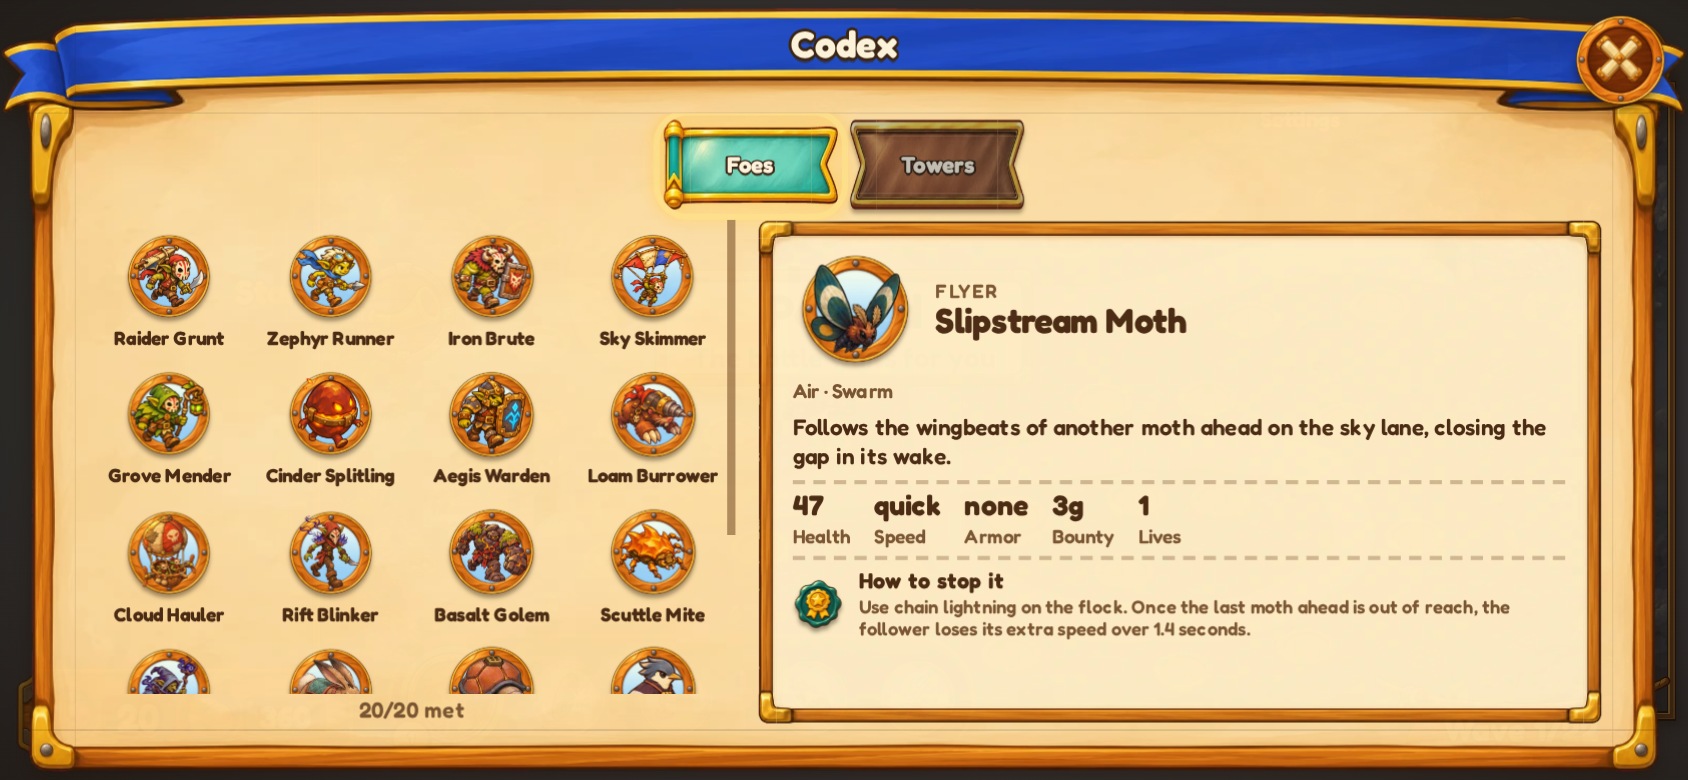 Codex
Foes
Towers
Raider Grunt
Zephyr Runner
Iron Brute
Sky Skimmer
Grove Mender
Cinder Splitling
Aegis Warden
Loam Burrower
Cloud Hauler
Rift Blinker
Basalt Golem
Scuttle Mite
20/20 met
FLYER
Slipstream Moth
Air · Swarm
Follows the wingbeats of another moth ahead on the sky lane, closing the
gap in its wake.
47 quick none 3g 1
Health Speed Armor Bounty Lives
How to stop it
Use chain lightning on the flock. Once the last moth ahead is out of reach, the
follower loses its extra speed over 1.4 seconds.